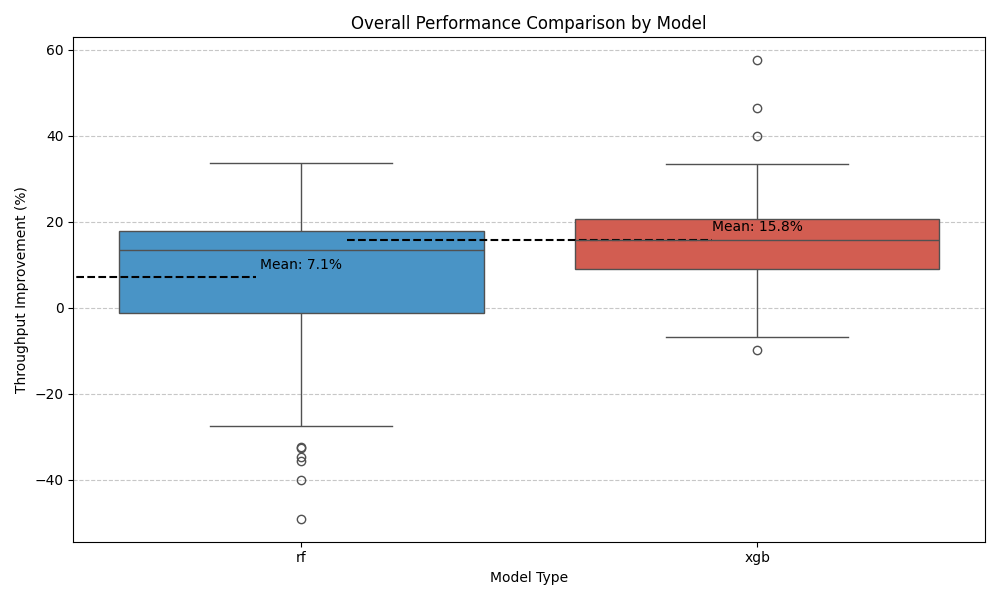 Overall Performance Comparison by Model
Throughput Improvement (%)
60
40
20
0
−20
−40
Mean: 7.1%
Mean: 15.8%
rf
xgb
Model Type